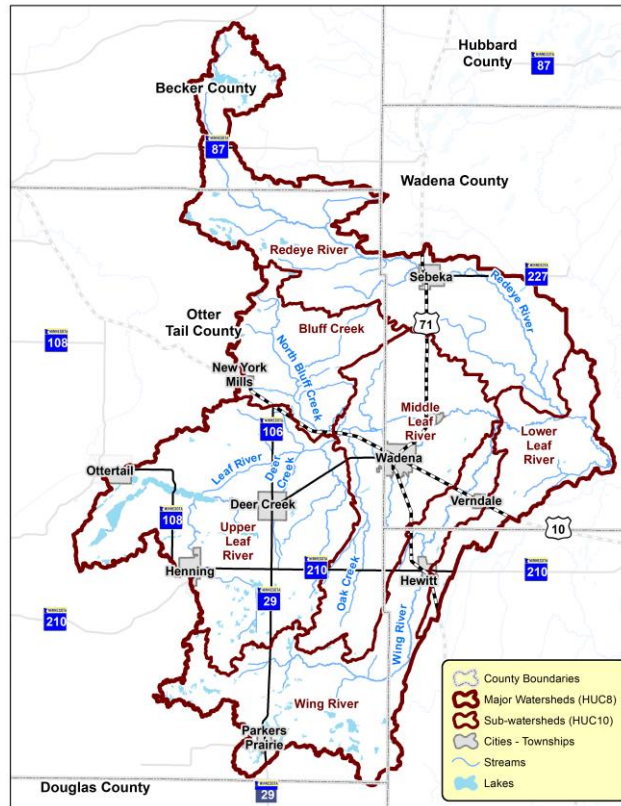 Hubbard
County
87
Becker County
87
Wadena County
Redeye River
Sebeka
227
Redeye River
Otter
Tail County
Bluff Creek
71
108
North Bluff Creek
New York
Mills
Middle
Leaf
River
Lower
Leaf
River
106
Ottertail
Leaf River
Deer
Creek
Wadena
Deer Creek
Verndale
108
Upper
Leaf
River
10
Henning
210
Hewitt
210
Oak Creek
29
210
Wing River
Wing River
Parkers
Prairie
Douglas County
29
County Boundaries
Major Watersheds (HUC8)
Sub-watersheds (HUC10)
Cities - Townships
Streams
Lakes